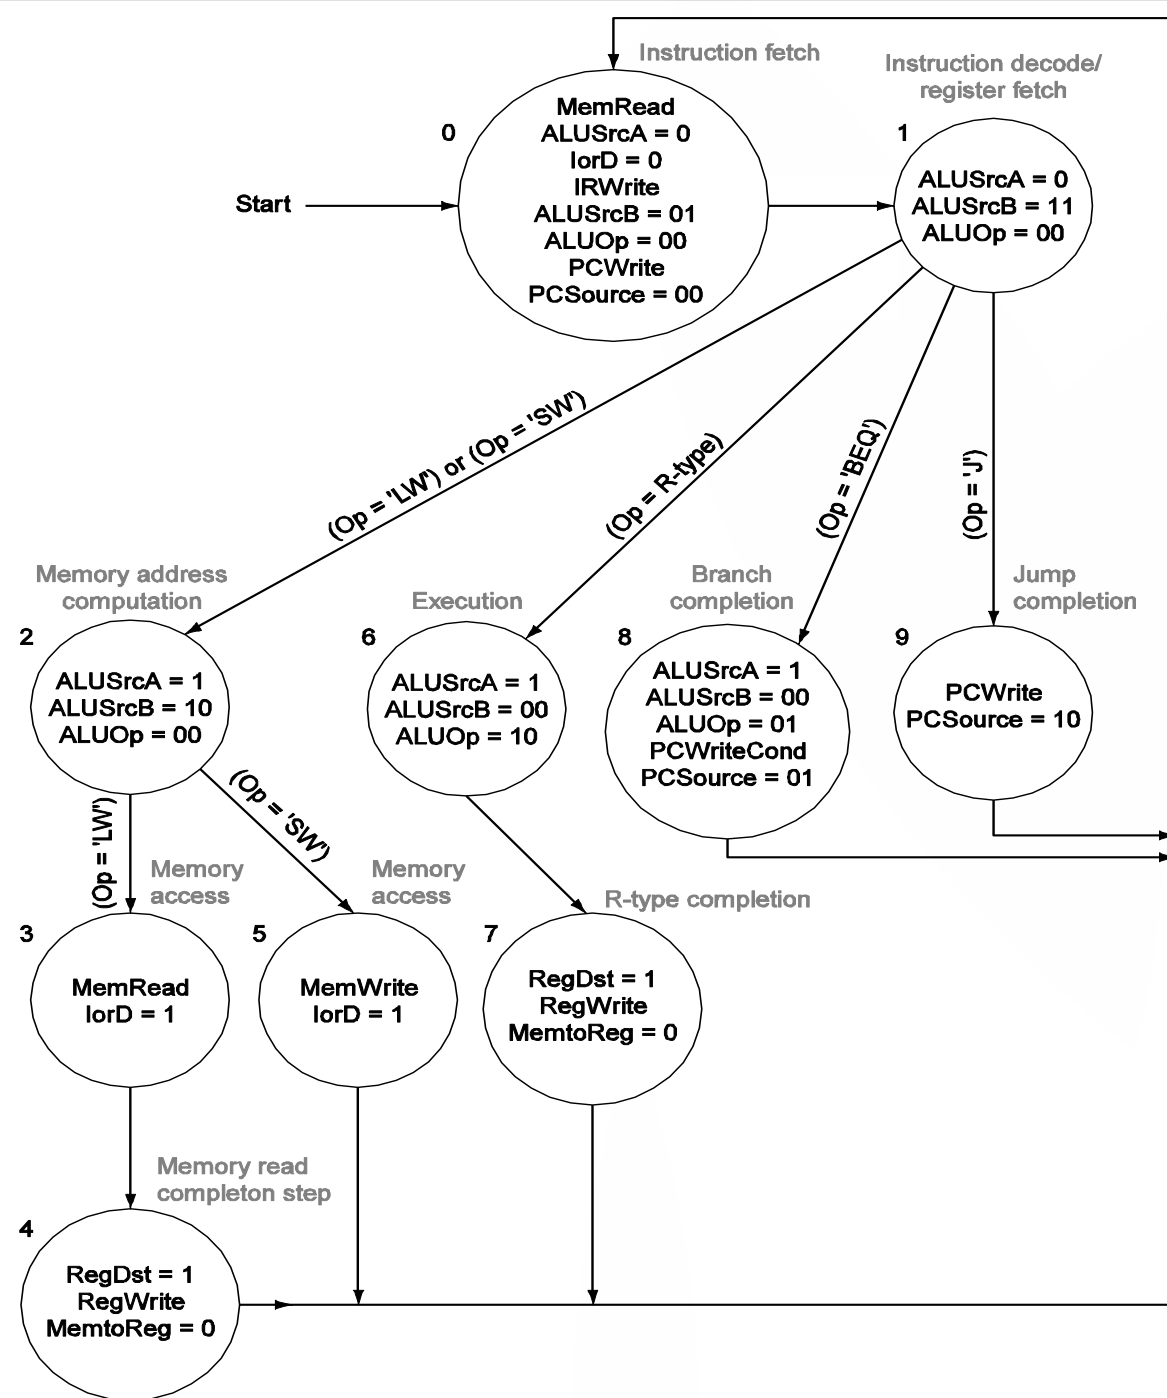 Instruction fetch
0
MemRead
ALUSrcA = 0
IorD = 0
IRWrite
ALUSrcB = 01
ALUOp = 00
PCWrite
PCSource = 00
Start
Instruction decode/
register fetch
1
ALUSrcA = 0
ALUSrcB = 11
ALUOp = 00
(Op = 'LW') or (Op = 'SW')
(Op = R-type)
(Op = 'BEQ')
(Op = 'J')
Memory address
computation
2
ALUSrcA = 1
ALUSrcB = 10
ALUOp = 00
Execution
6
ALUSrcA = 1
ALUSrcB = 00
ALUOp = 10
Branch
completion
8
ALUSrcA = 1
ALUSrcB = 00
ALUOp = 01
PCWriteCond
PCSource = 01
Jump
completion
9
PCWrite
PCSource = 10
(Op = 'LW')
(Op = 'SW')
Memory
access
3
MemRead
IorD = 1
Memory
access
5
MemWrite
IorD = 1
R-type completion
7
RegDst = 1
RegWrite
MemtoReg = 0
Memory read
completon step
4
RegDst = 1
RegWrite
MemtoReg = 0